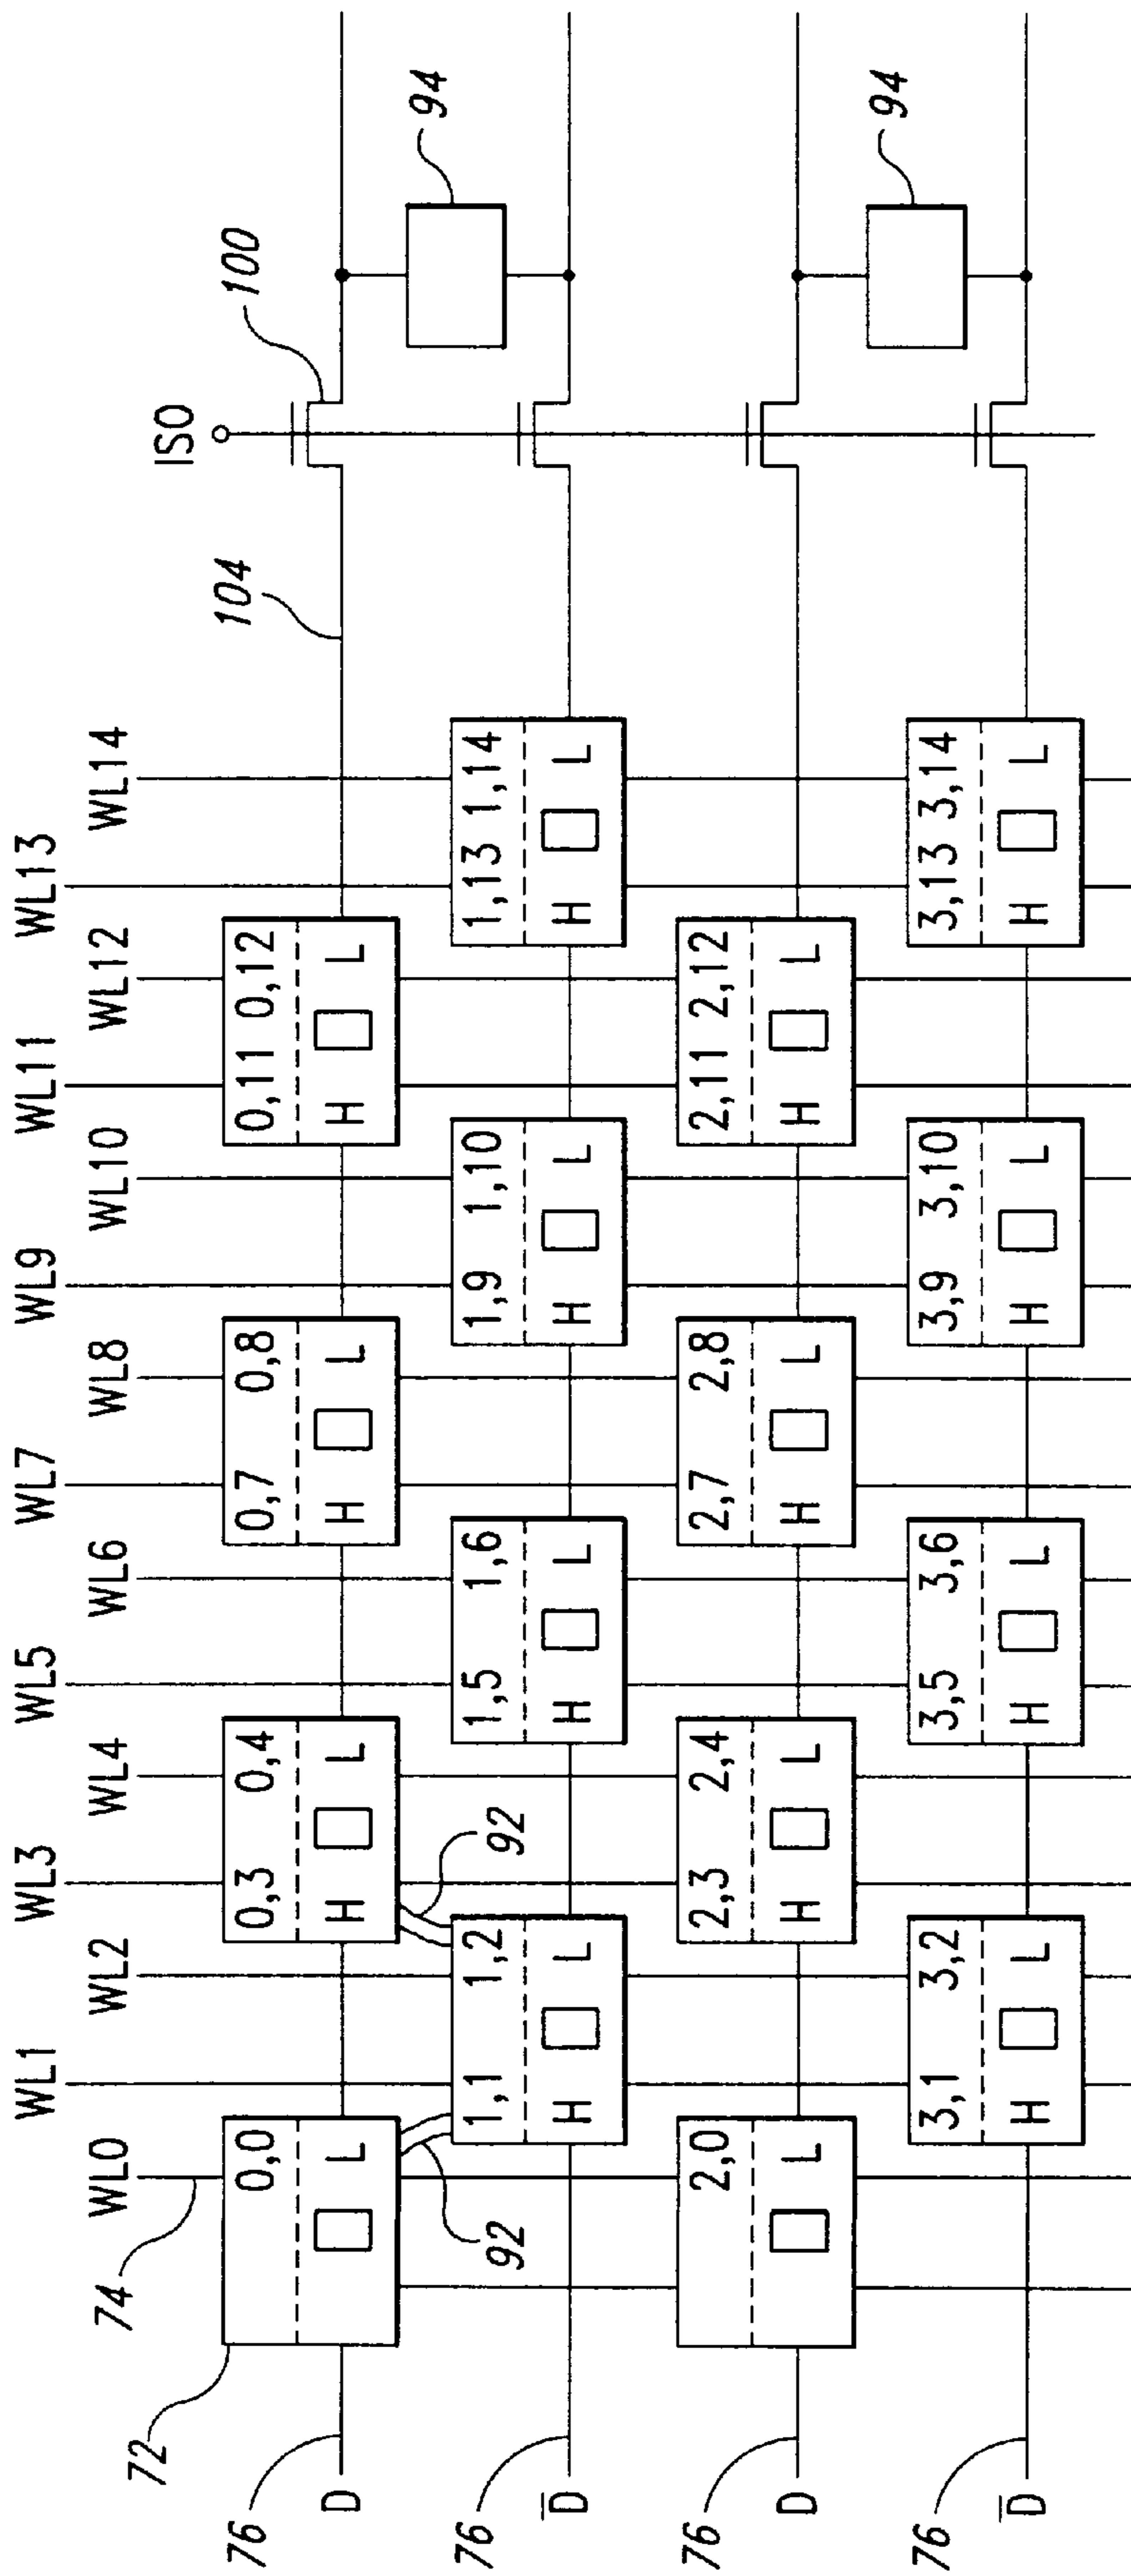 WL1 WL3 WL5 WL7 WL9 WL11 WL13
WL0 WL2 WL4 WL6 WL8 WL10 WL12 WL14
ISO
74
104
100
72
0,0 0,3 0,4 0,7 0,8 0,11 0,12
76
D
L H L H L H L
94
92
92
1,1 1,2 1,5 1,6 1,9 1,10 1,13 1,14
76
D̅
H L H L H L H L
2,0 2,3 2,4 2,7 2,8 2,11 2,12
76
D
L H L H L H L
94
3,1 3,2 3,5 3,6 3,9 3,10 3,13 3,14
76
D̅
H L H L H L H L